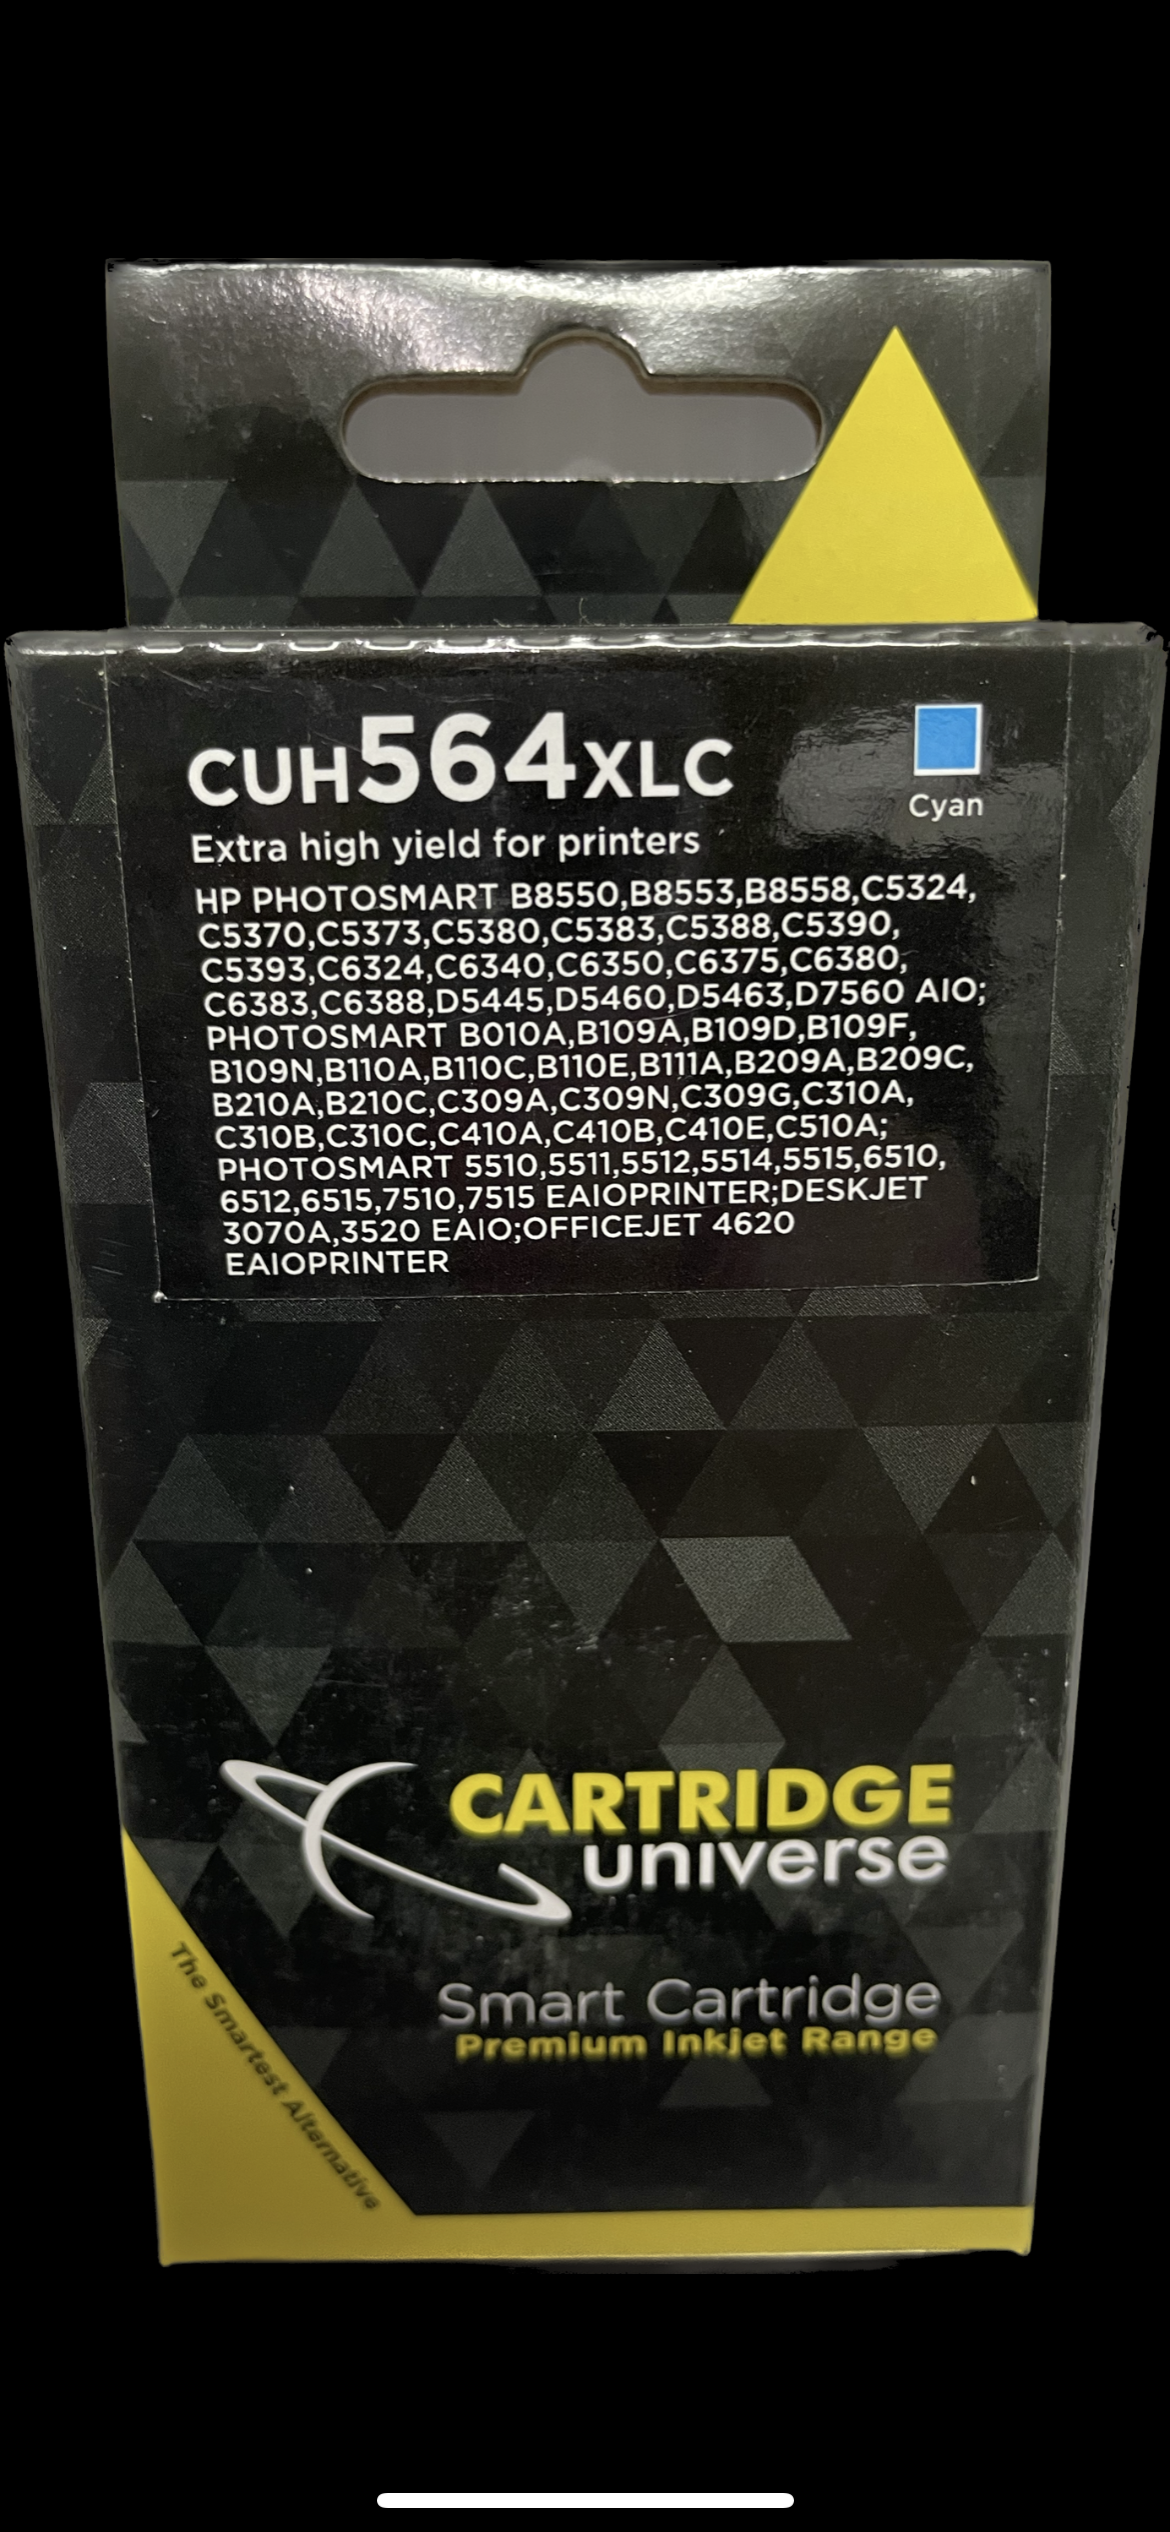 CUH564XLC
Cyan
Extra high yield for printers
HP PHOTOSMART B8550,B8553,B8558,C5324,
C5370,C5373,C5380,C5383,C5388,C5390,
C5393,C6324,C6340,C6350,C6375,C6380,
C6383,C6388,D5445,D5460,D5463,D7560 AIO;
PHOTOSMART B010A,B109A,B109D,B109F,
B109N,B110A,B110C,B110E,B111A,B209A,B209C,
B210A,B210C,C309A,C309N,C309G,C310A,
C310B,C310C,C410A,C410B,C410E,C510A;
PHOTOSMART 5510,5511,5512,5514,5515,6510,
6512,6515,7510,7515 EAIOPRINTER;DESKJET
3070A,3520 EAIO;OFFICEJET 4620
EAIOPRINTER
CARTRIDGE
universe
Smart Cartridge
Premium Inkjet Range
The Smartest Alternative